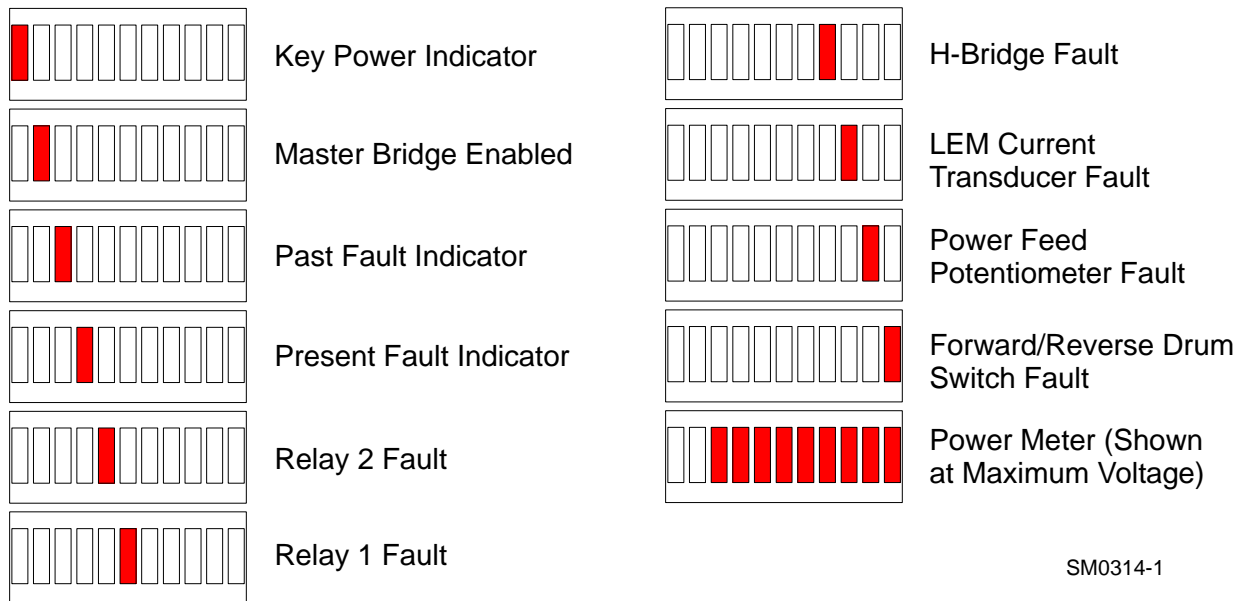 Key Power Indicator
Master Bridge Enabled
Past Fault Indicator
Present Fault Indicator
Relay 2 Fault
Relay 1 Fault
H-Bridge Fault
LEM Current
Transducer Fault
Power Feed
Potentiometer Fault
Forward/Reverse Drum
Switch Fault
Power Meter (Shown
at Maximum Voltage)
SM0314-1